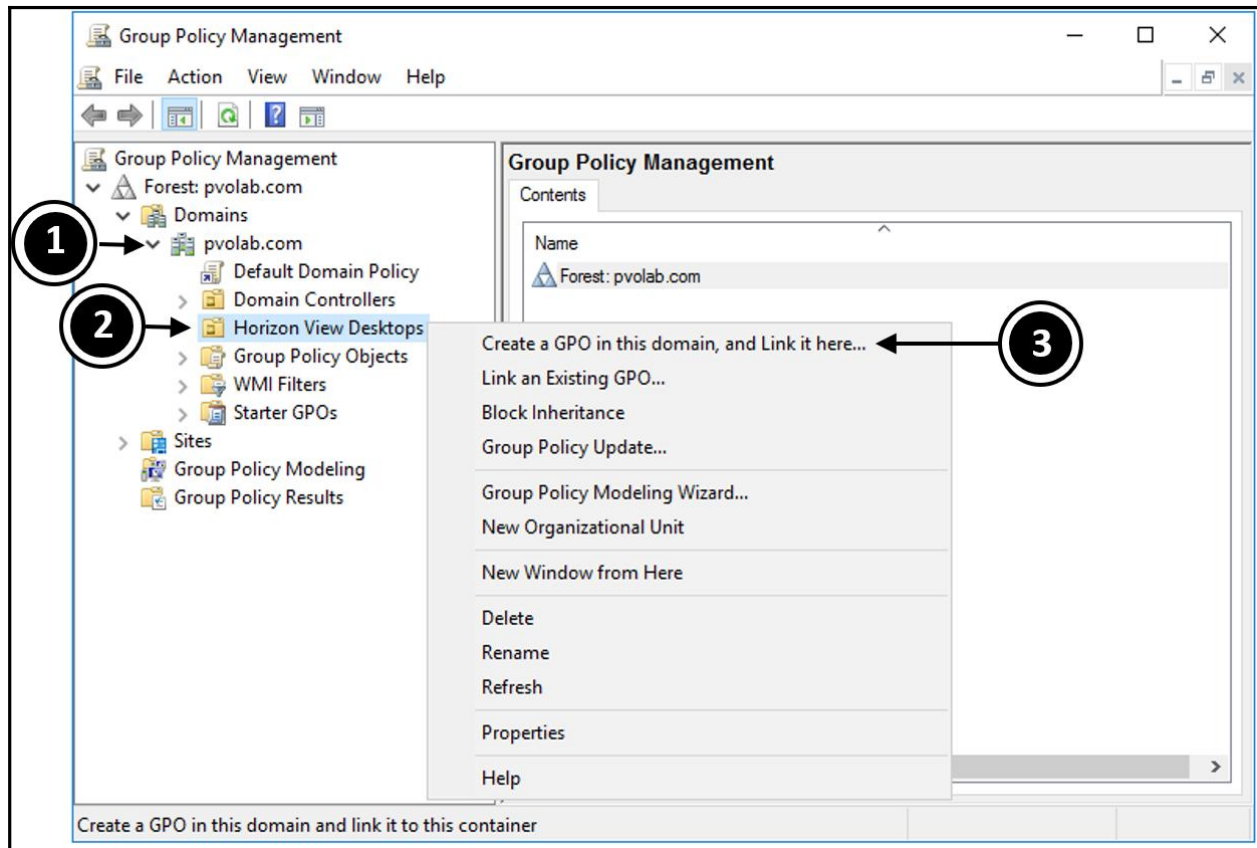 Group Policy Management
File Action View Window Help
Group Policy Management
Forest: pvolab.com
Domains
1
pvolab.com
Default Domain Policy
Domain Controllers
2
Horizon View Desktops
Group Policy Objects
WMI Filters
Starter GPOs
Sites
Group Policy Modeling
Group Policy Results
Group Policy Management
Contents
Name
Forest: pvolab.com
Create a GPO in this domain, and Link it here...
3
Link an Existing GPO...
Block Inheritance
Group Policy Update...
Group Policy Modeling Wizard...
New Organizational Unit
New Window from Here
Delete
Rename
Refresh
Properties
Help
Create a GPO in this domain and link it to this container